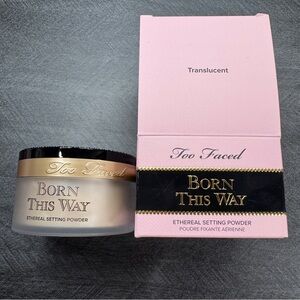 Too Faced
BORN
THIS WAY
ETHEREAL SETTING POWDER
Translucent
Too Faced
BORN
THIS WAY
ETHEREAL SETTING POWDER
POUDRE FIXANTE AÉRIENNE